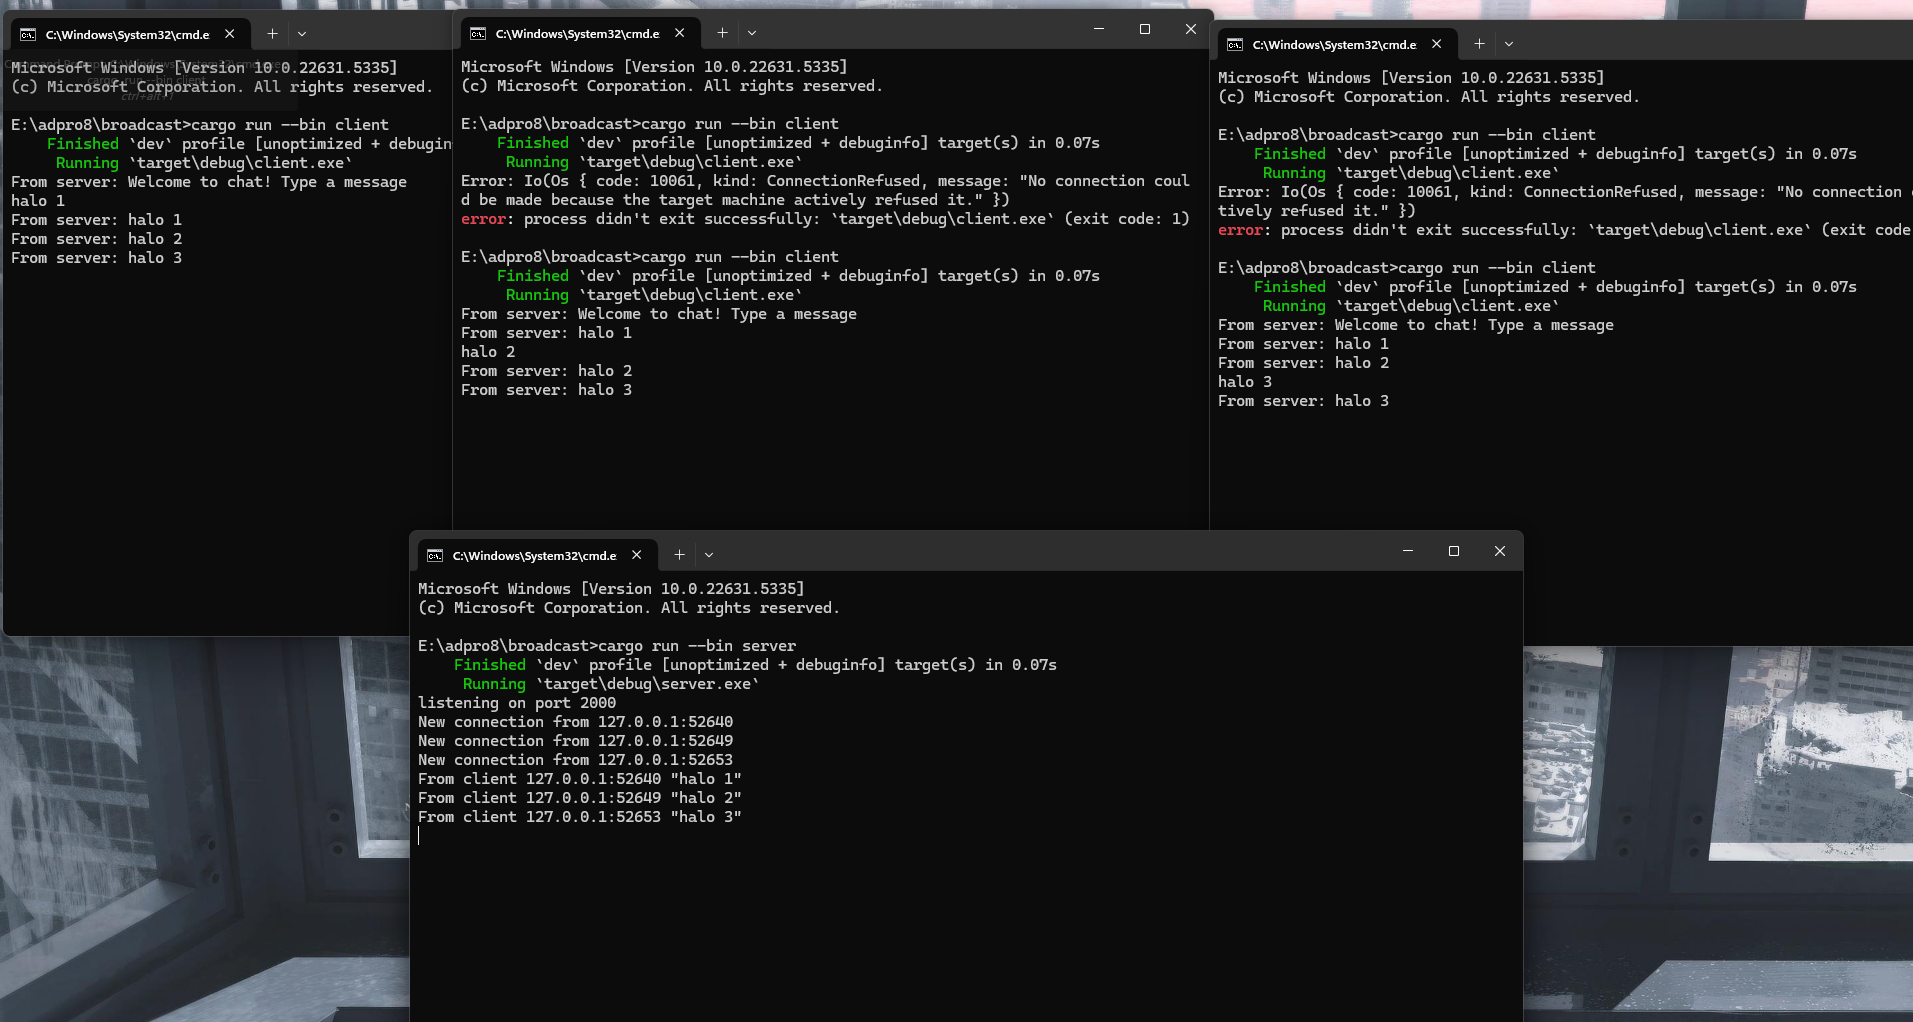 C:\Windows\System32\cmd.e
Microsoft Windows [Version 10.0.22631.5335]
(c) Microsoft Corporation. All rights reserved.
cargo run --bin client
ctrl+alt+1
E:\adpro8\broadcast>cargo run --bin client
Finished `dev` profile [unoptimized + debugin
Running `target\debug\client.exe`
From server: Welcome to chat! Type a message
halo 1
From server: halo 1
From server: halo 2
From server: halo 3
C:\Windows\System32\cmd.e
Microsoft Windows [Version 10.0.22631.5335]
(c) Microsoft Corporation. All rights reserved.
E:\adpro8\broadcast>cargo run --bin client
Finished `dev` profile [unoptimized + debuginfo] target(s) in 0.07s
Running `target\debug\client.exe`
Error: Io(Os { code: 10061, kind: ConnectionRefused, message: "No connection coul
d be made because the target machine actively refused it." })
error: process didn't exit successfully: `target\debug\client.exe` (exit code: 1)
E:\adpro8\broadcast>cargo run --bin client
Finished `dev` profile [unoptimized + debuginfo] target(s) in 0.07s
Running `target\debug\client.exe`
From server: Welcome to chat! Type a message
From server: halo 1
halo 2
From server: halo 2
From server: halo 3
C:\Windows\System32\cmd.e
Microsoft Windows [Version 10.0.22631.5335]
(c) Microsoft Corporation. All rights reserved.
E:\adpro8\broadcast>cargo run --bin client
Finished `dev` profile [unoptimized + debuginfo] target(s) in 0.07s
Running `target\debug\client.exe`
Error: Io(Os { code: 10061, kind: ConnectionRefused, message: "No connection
tively refused it." })
error: process didn't exit successfully: `target\debug\client.exe` (exit code
E:\adpro8\broadcast>cargo run --bin client
Finished `dev` profile [unoptimized + debuginfo] target(s) in 0.07s
Running `target\debug\client.exe`
From server: Welcome to chat! Type a message
From server: halo 1
From server: halo 2
halo 3
From server: halo 3
C:\Windows\System32\cmd.e
Microsoft Windows [Version 10.0.22631.5335]
(c) Microsoft Corporation. All rights reserved.
E:\adpro8\broadcast>cargo run --bin server
Finished `dev` profile [unoptimized + debuginfo] target(s) in 0.07s
Running `target\debug\server.exe`
listening on port 2000
New connection from 127.0.0.1:52640
New connection from 127.0.0.1:52649
New connection from 127.0.0.1:52653
From client 127.0.0.1:52640 "halo 1"
From client 127.0.0.1:52649 "halo 2"
From client 127.0.0.1:52653 "halo 3"